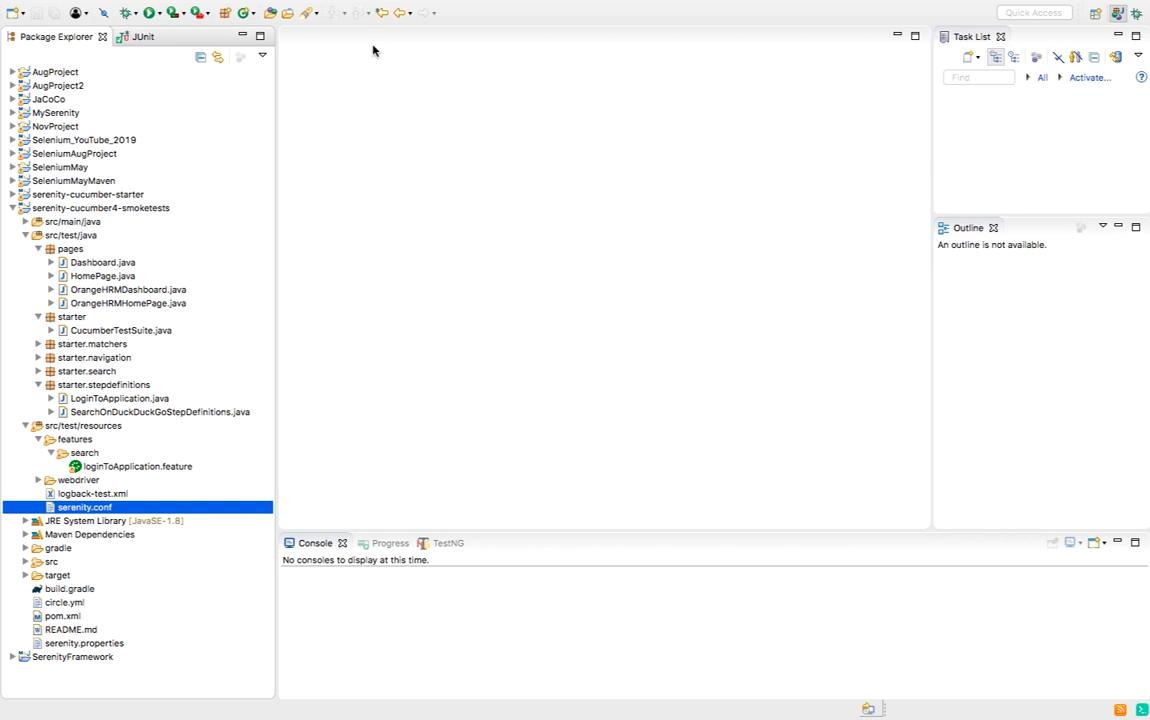 Quick Access
Package Explorer
JUnit
AugProject
AugProject2
JaCoCo
MySerenity
NovProject
Selenium_YouTube_2019
SeleniumAugProject
SeleniumMay
SeleniumMayMaven
serenity-cucumber-starter
serenity-cucumber4-smoketests
src/main/java
src/test/java
pages
Dashboard.java
HomePage.java
OrangeHRMDashboard.java
OrangeHRMHomePage.java
starter
CucumberTestSuite.java
starter.matchers
starter.navigation
starter.search
starter.stepdefinitions
LoginToApplication.java
SearchOnDuckDuckGoStepDefinitions.java
src/test/resources
features
search
loginToApplication.feature
webdriver
logback-test.xml
serenity.conf
JRE System Library [JavaSE-1.8]
Maven Dependencies
gradle
src
target
build.gradle
circle.yml
pom.xml
README.md
serenity.properties
SerenityFramework
Console
Progress
TestNG
No consoles to display at this time.
Task List
Find
All
Activate...
Outline
An outline is not available.